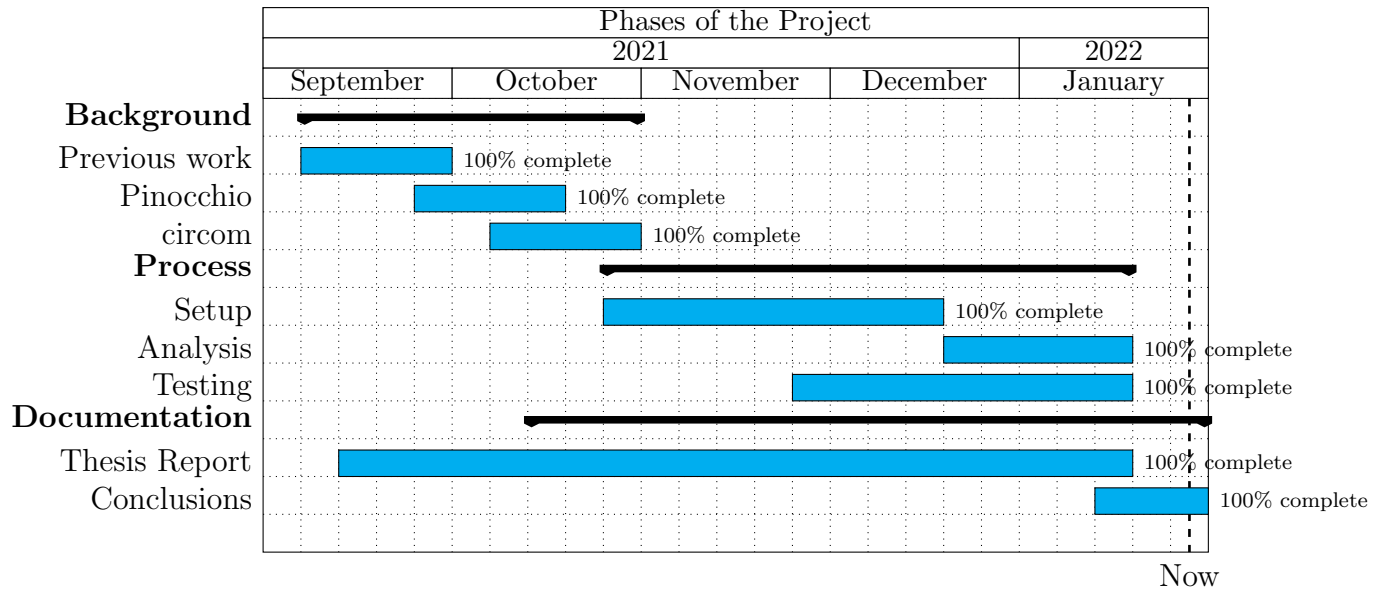 Phases of the Project
2021 2022
September October November December January
Background
Previous work 100% complete
Pinocchio 100% complete
circom 100% complete
Process
Setup 100% complete
Analysis 100% complete
Testing 100% complete
Documentation
Thesis Report 100% complete
Conclusions 100% complete
Now